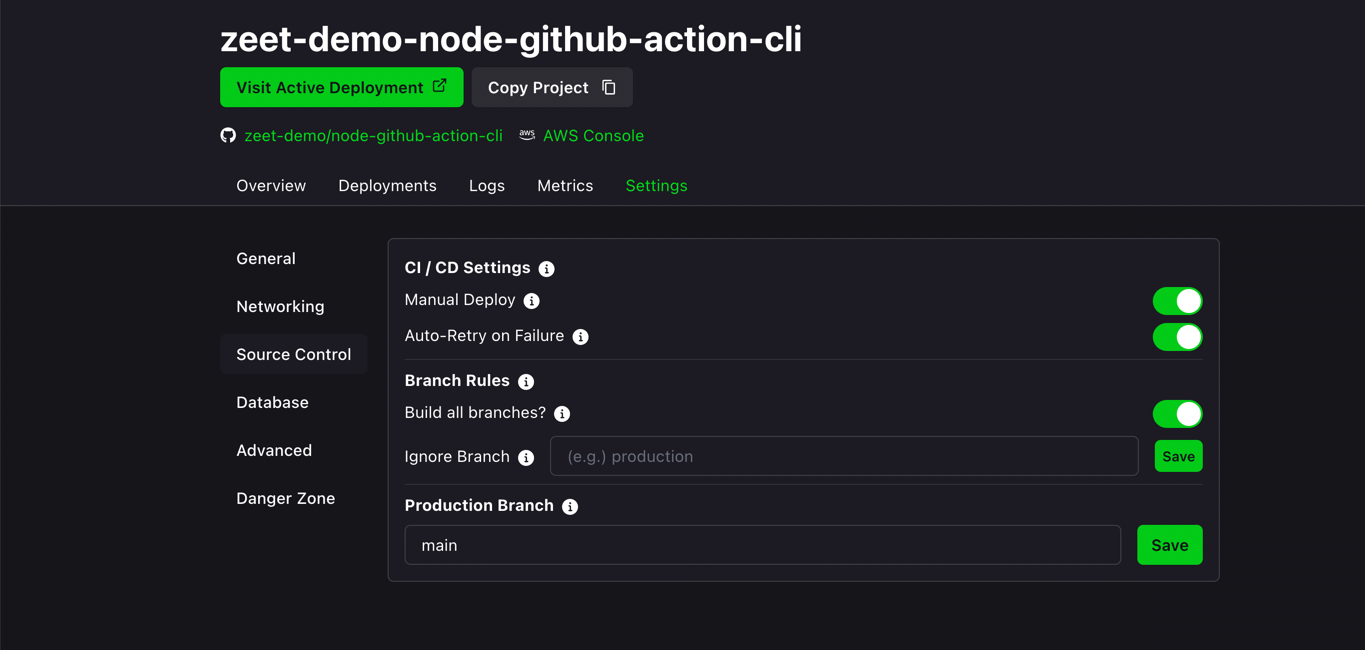 zeet-demo-node-github-action-cli
Visit Active Deployment
Copy Project
zeet-demo/node-github-action-cli
aws
AWS Console
Overview
Deployments
Logs
Metrics
Settings
General
Networking
Source Control
Database
Advanced
Danger Zone
CI / CD Settings
Manual Deploy
Auto-Retry on Failure
Branch Rules
Build all branches?
Ignore Branch
(e.g.) production
Save
Production Branch
main
Save